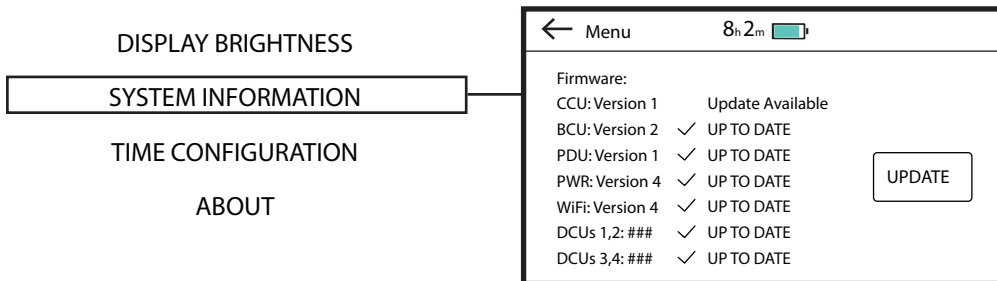 DISPLAY BRIGHTNESS
SYSTEM INFORMATION
TIME CONFIGURATION
ABOUT
Menu 8h2m
Firmware:
CCU: Version 1 Update Available
BCU: Version 2 UP TO DATE
PDU: Version 1 UP TO DATE
PWR: Version 4 UP TO DATE
WiFi: Version 4 UP TO DATE
DCUs 1,2: ### UP TO DATE
DCUs 3,4: ### UP TO DATE
UPDATE